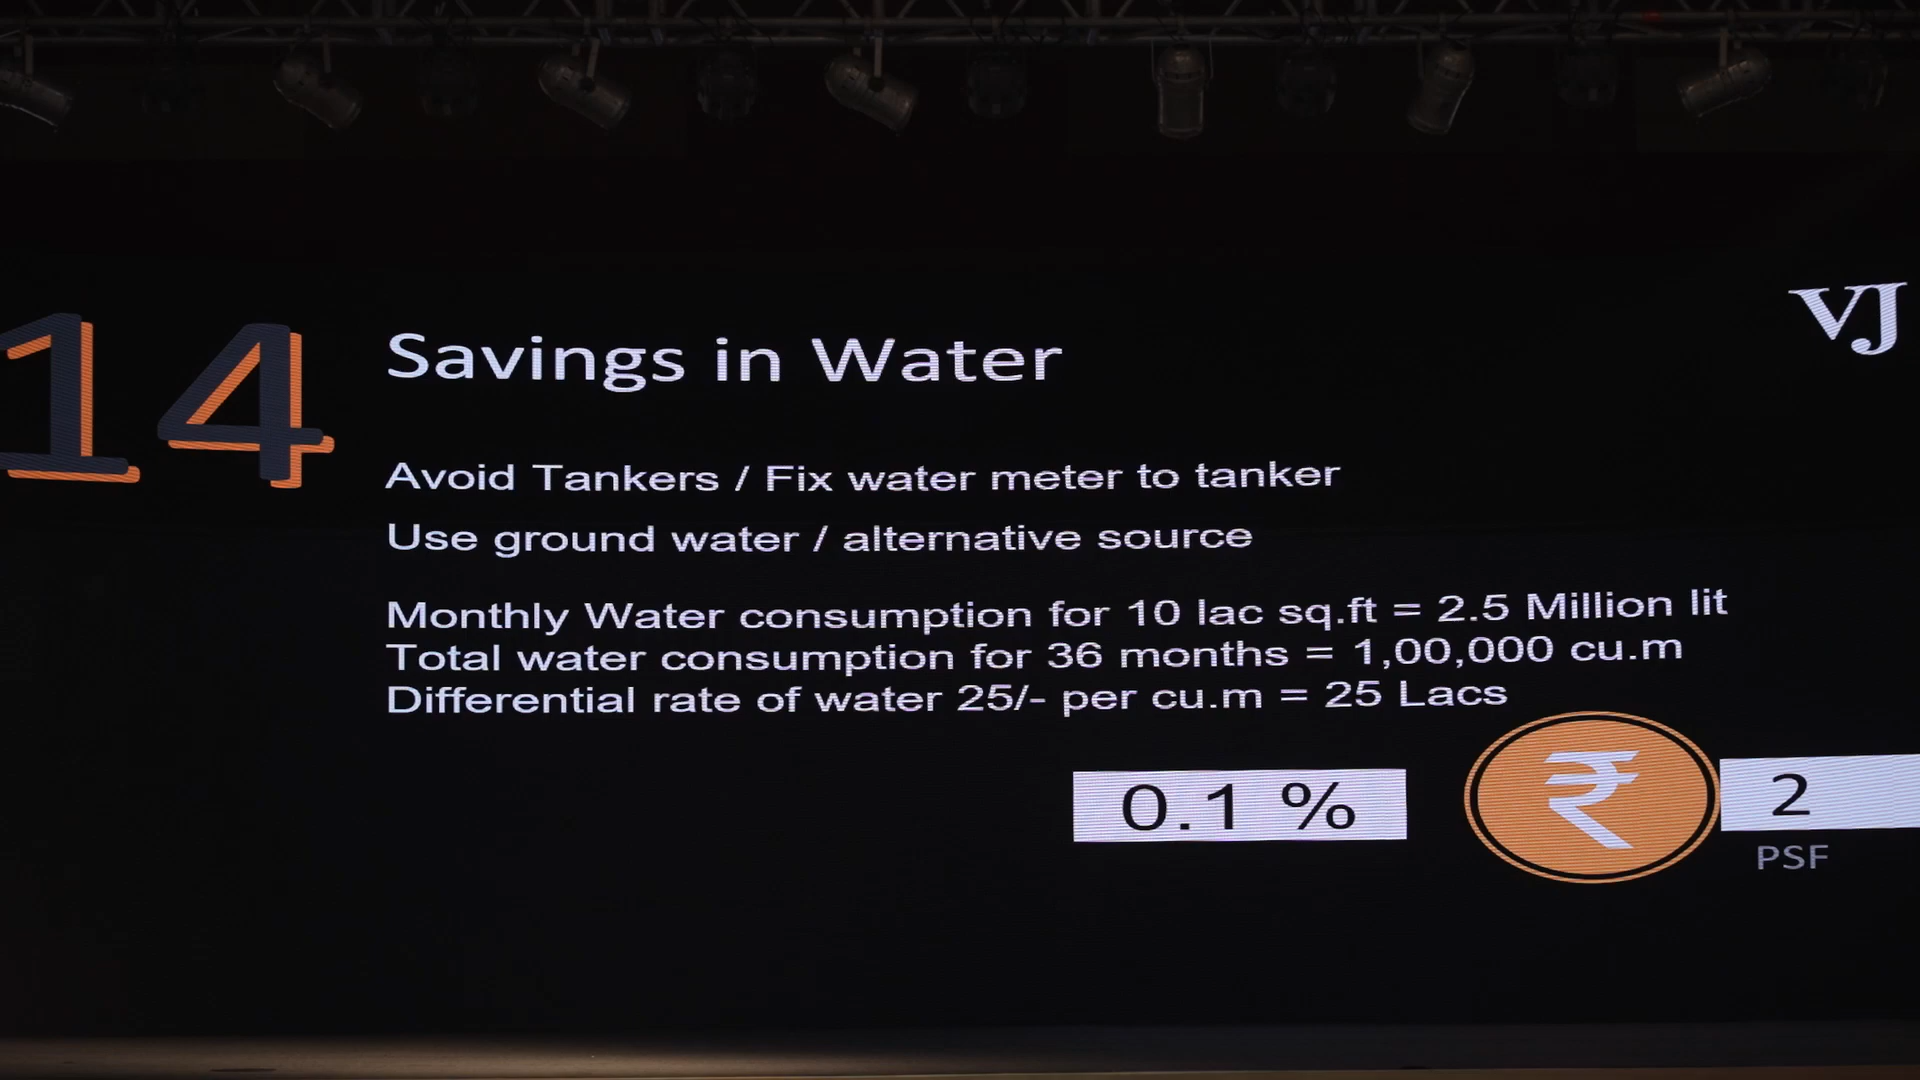 14
Savings in Water
VJ
Avoid Tankers / Fix water meter to tanker
Use ground water / alternative source
Monthly Water consumption for 10 lac sq.ft = 2.5 Million lit
Total water consumption for 36 months = 1,00,000 cu.m
Differential rate of water 25/- per cu.m = 25 Lacs
0.1 %
₹
2
PSF